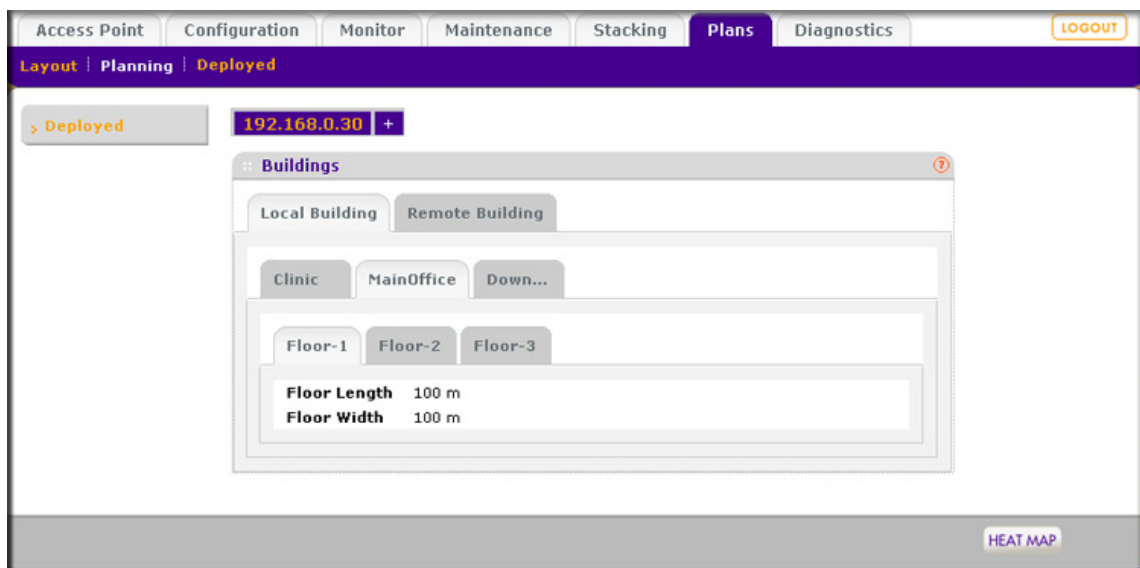 Access Point Configuration Monitor Maintenance Stacking Plans Diagnostics LOGOUT
Layout Planning Deployed
Deployed
192.168.0.30 +
Buildings ?
Local Building Remote Building
Clinic MainOffice Down...
Floor-1 Floor-2 Floor-3
Floor Length 100 m
Floor Width 100 m
HEAT MAP